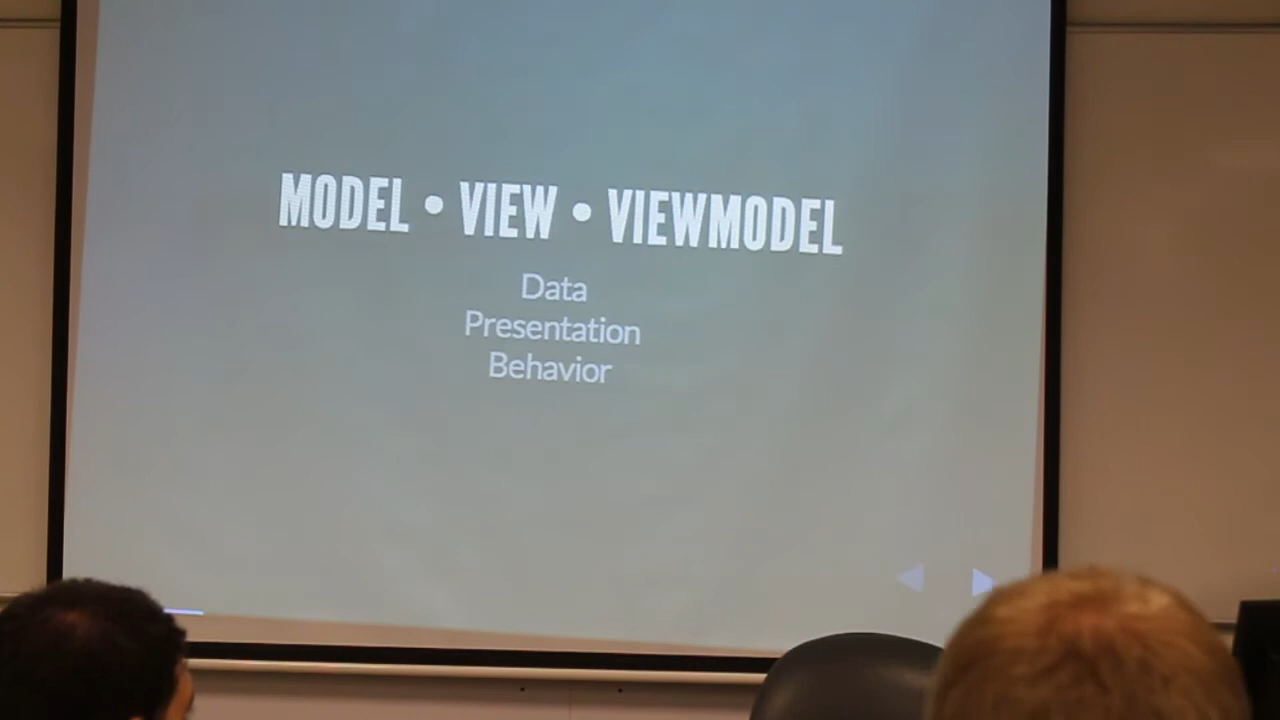 MODEL • VIEW • VIEWMODEL
Data
Presentation
Behavior